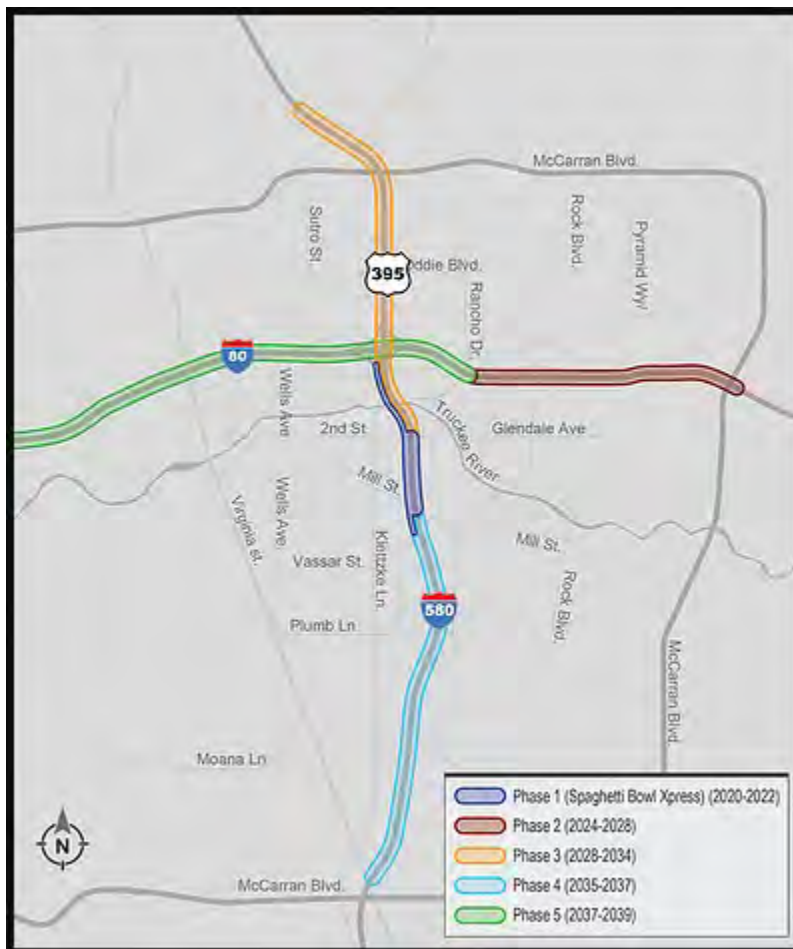 McCarran Blvd.
Sutro St.
Rock Blvd.
Pyramid Wy/
395
oddie Blvd.
Rancho Dr.
80
Wells Ave
2nd St.
Truckee River
Glendale Ave
Mill St.
Wells Ave.
Virginia st.
Mill St.
Vassar St.
Kletzke Ln.
Rock Blvd.
580
Plumb Ln
McCarran Blvd.
Moana Ln
N
McCarran Blvd.
Phase 1 (Spaghetti Bowl Xpress) (2020-2022)
Phase 2 (2024-2028)
Phase 3 (2028-2034)
Phase 4 (2035-2037)
Phase 5 (2037-2039)